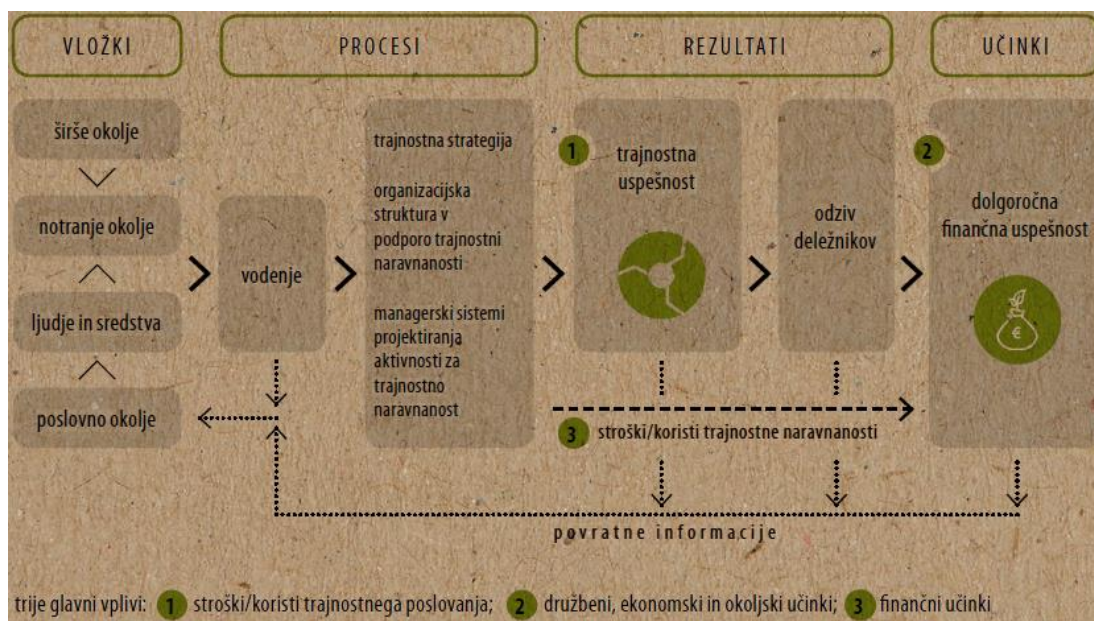 VLOŽKI
PROCESI
REZULTATI
UČINKI
širše okolje
notranje okolje
ljudje in sredstva
poslovno okolje
vodenje
trajnostna strategija
organizacijska
struktura v
podporo trajnostni
naravnanosti
managerski sistemi
projektiranja
aktivnosti za
trajnostno
naravnanost
1
trajnostna
uspešnost
odziv
deležnikov
2
dolgoročna
finančna uspešnost
€
3 stroški/koristi trajnostne naravnanosti
povratne informacije
trije glavni vplivi: 1 stroški/koristi trajnostnega poslovanja; 2 družbeni, ekonomski in okoljski učinki; 3 finančni učinki